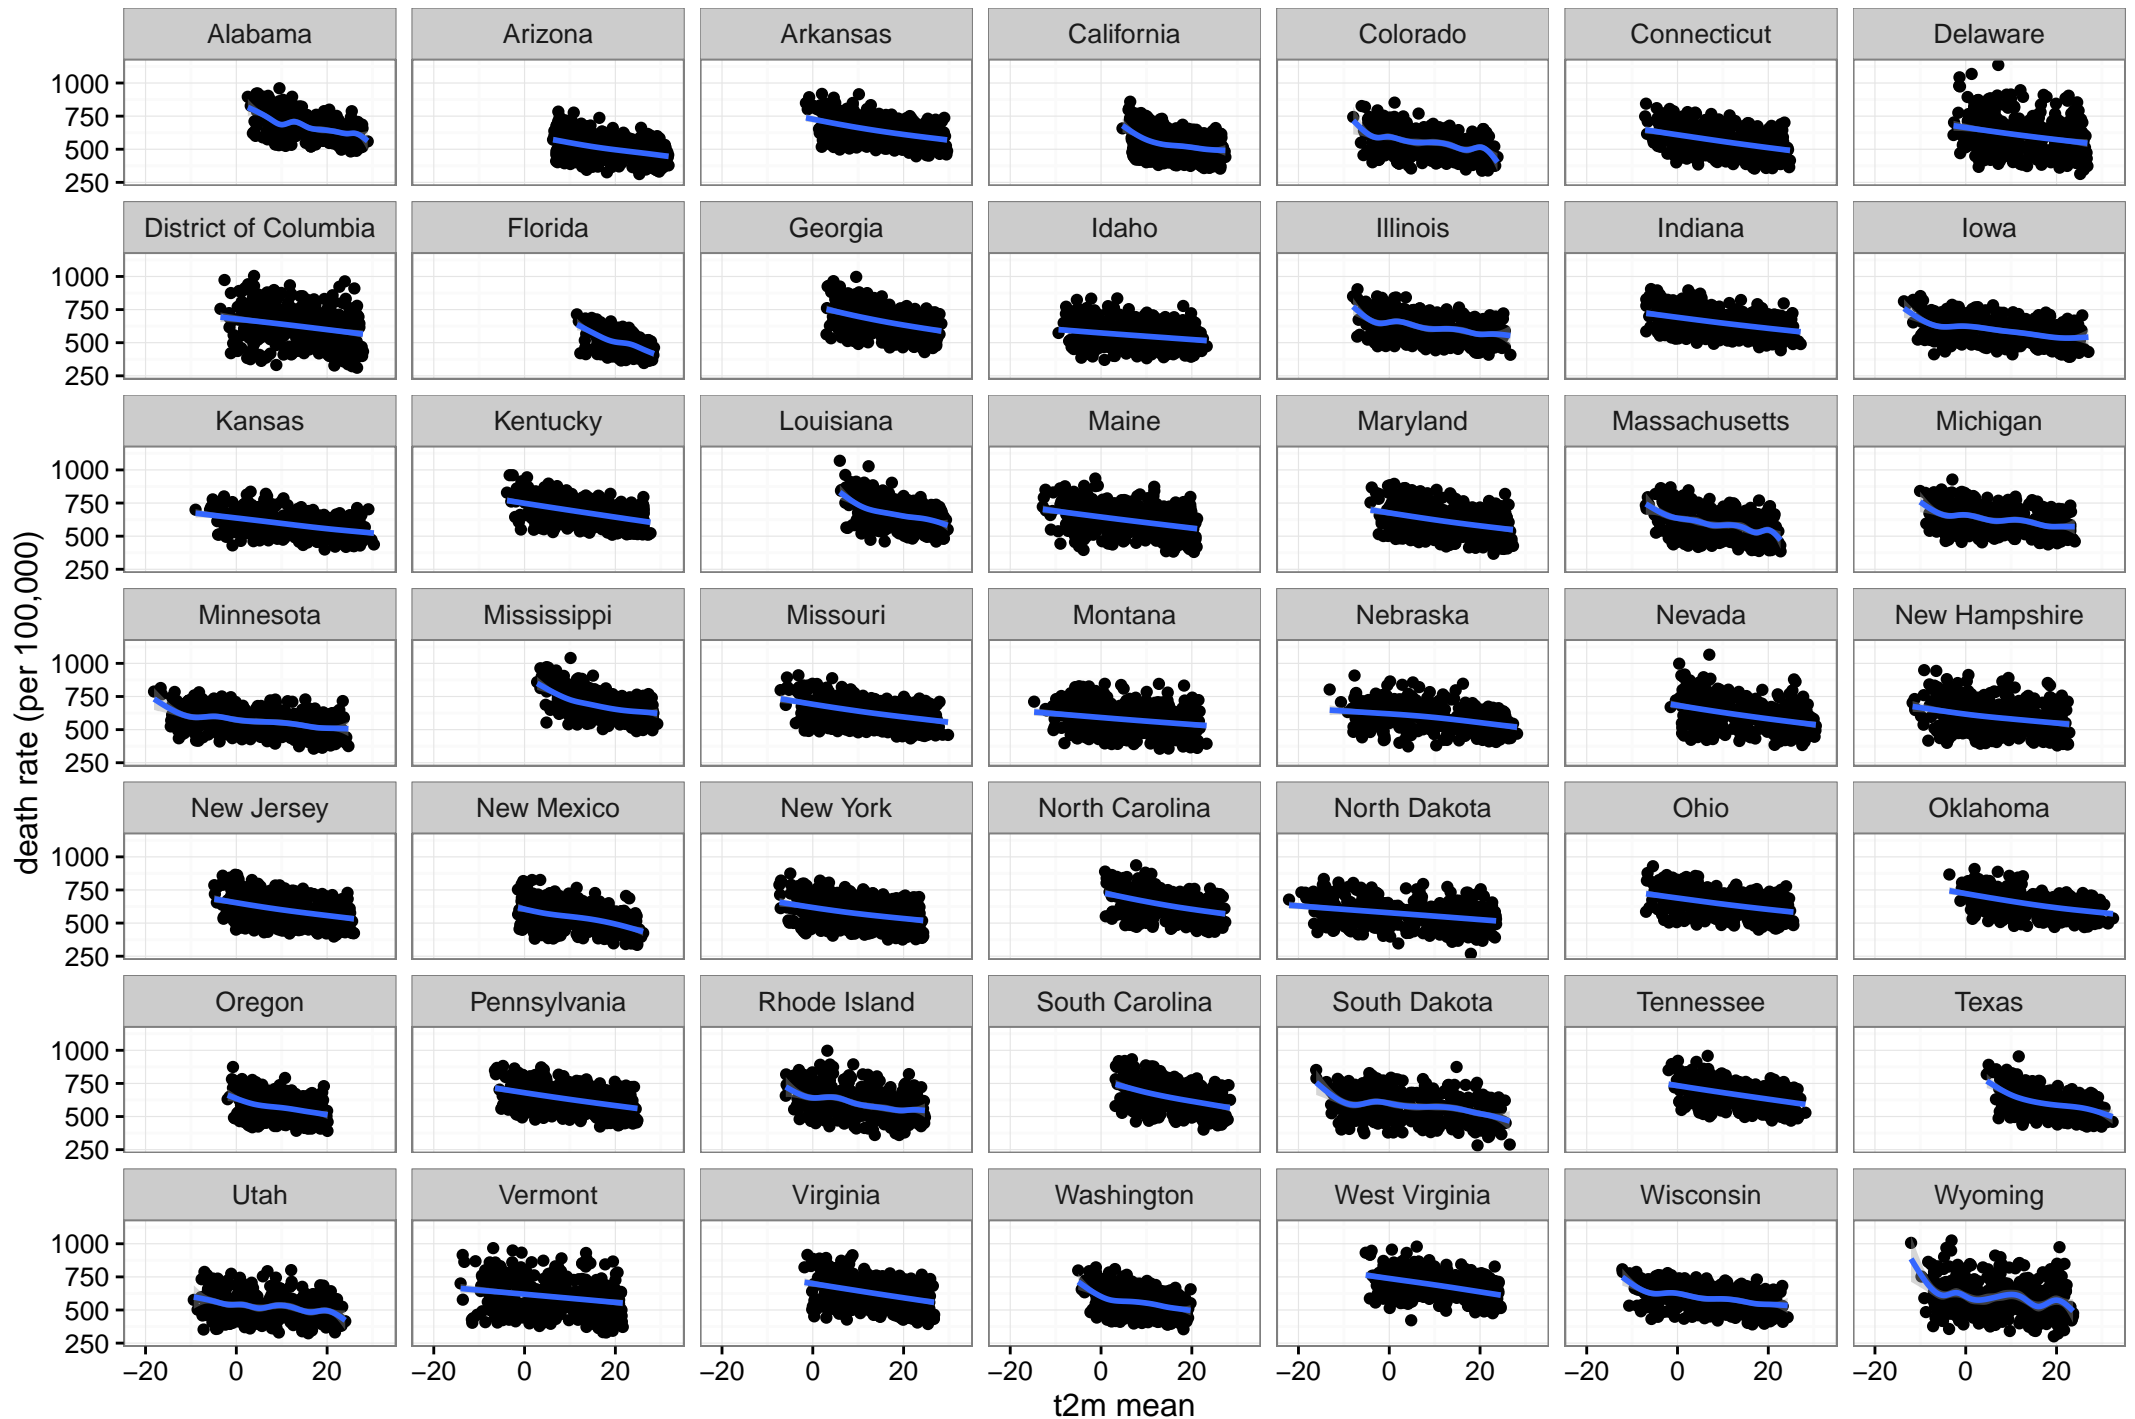 Alabama Arizona Arkansas California Colorado Connecticut Delaware
1000
750
500
250
District of Columbia Florida Georgia Idaho Illinois Indiana Iowa
1000
750
500
250
Kansas Kentucky Louisiana Maine Maryland Massachusetts Michigan
1000
750
500
250
death rate (per 100,000)
Minnesota Mississippi Missouri Montana Nebraska Nevada New Hampshire
1000
750
500
250
New Jersey New Mexico New York North Carolina North Dakota Ohio Oklahoma
1000
750
500
250
Oregon Pennsylvania Rhode Island South Carolina South Dakota Tennessee Texas
1000
750
500
250
Utah Vermont Virginia Washington West Virginia Wisconsin Wyoming
1000
750
500
250
−20 0 20 −20 0 20 −20 0 20 −20 0 20 −20 0 20 −20 0 20 −20 0 20
t2m mean